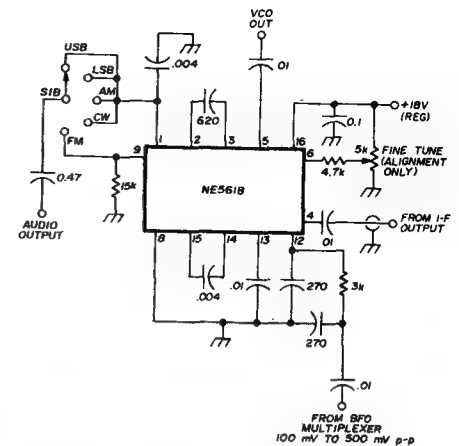 VCO
OUT
USB
LSB
S1B
AM
CW
FM
.004
.01
620
+18V
(REG)
0.1
1
2
3
5
16
9
6
5k
FINE TUNE
(ALIGNMENT
ONLY)
4.7k
0.47
15k
NE561B
4
FROM I-F
OUTPUT
.01
AUDIO
OUTPUT
8
15
14
13
12
.004
.01
270
3k
270
.01
FROM BFO
MULTIPLEXER
100 mV TO 500 mV p-p